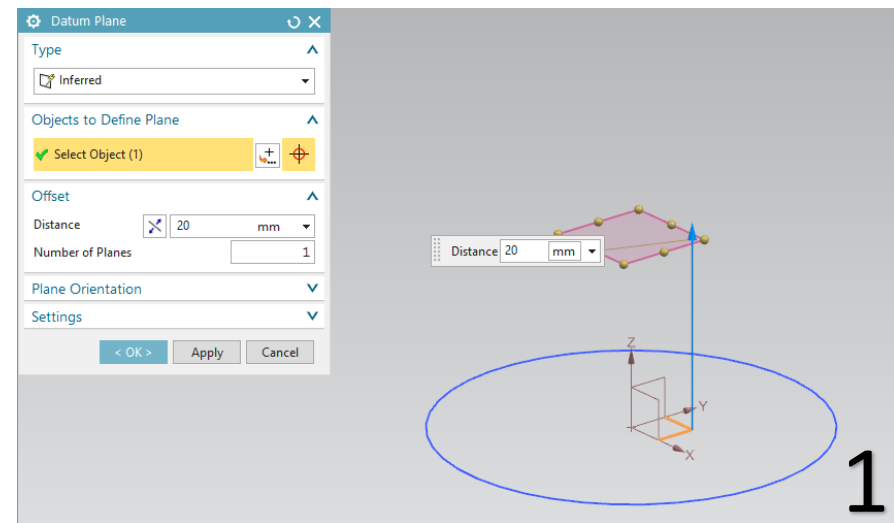 Datum Plane
Type
Inferred
Objects to Define Plane
Select Object (1)
Offset
Distance 20 mm
Number of Planes 1
Plane Orientation
Settings
< OK > Apply Cancel
Distance 20 mm
Z
Y
X
1